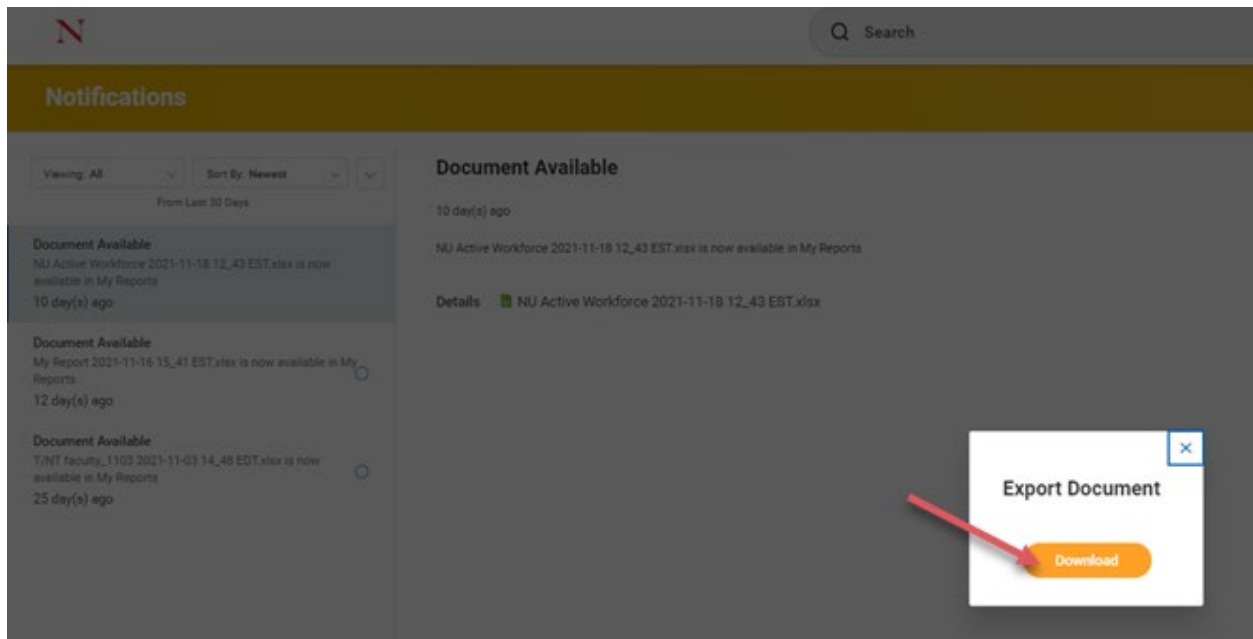 N
Search
Notifications
Viewing: All
Sort By: Newest
From Last 30 Days
Document Available
NU Active Workforce 2021-11-18 12_43 EST.xlsx is now
available in My Reports
10 day(s) ago
Document Available
My Report 2021-11-16 15_41 EST.xlsx is now available in My
Reports
12 day(s) ago
Document Available
T/NT faculty_1103 2021-11-03 14_48 EDT.xlsx is now
available in My Reports
25 day(s) ago
Document Available
10 day(s) ago
NU Active Workforce 2021-11-18 12_43 EST.xlsx is now available in My Reports
Details NU Active Workforce 2021-11-18 12_43 EST.xlsx
Export Document
Download